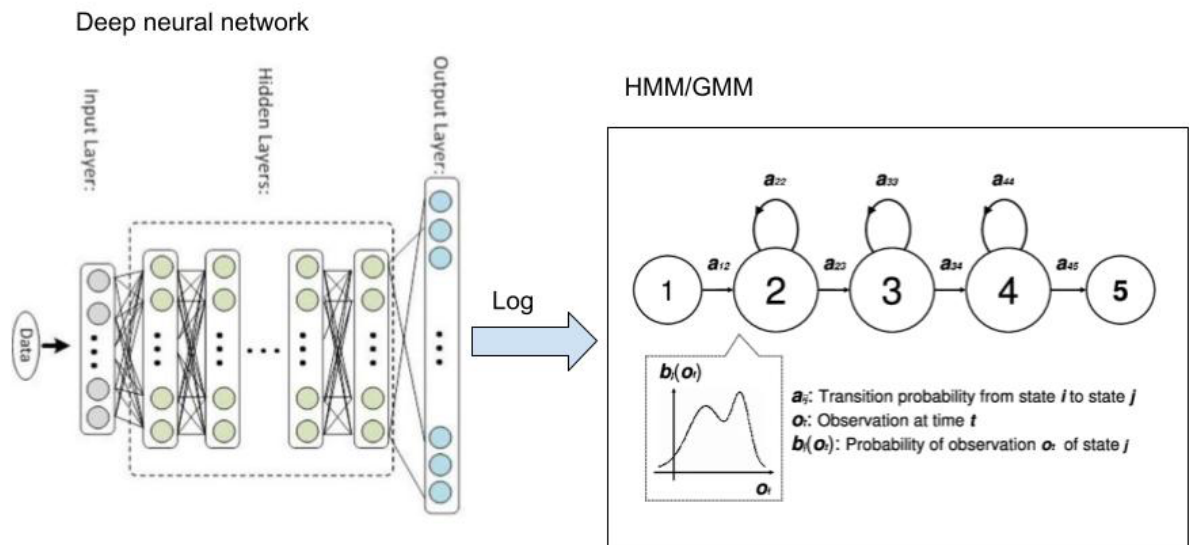 Deep neural network
Input Layer:
Hidden Layers:
Output Layer:
Data
Log
HMM/GMM
a22
a33
a44
a12
a23
a34
a45
1
2
3
4
5
bj(ot)
ot
aij: Transition probability from state i to state j
ot: Observation at time t
bj(ot): Probability of observation ot of state j